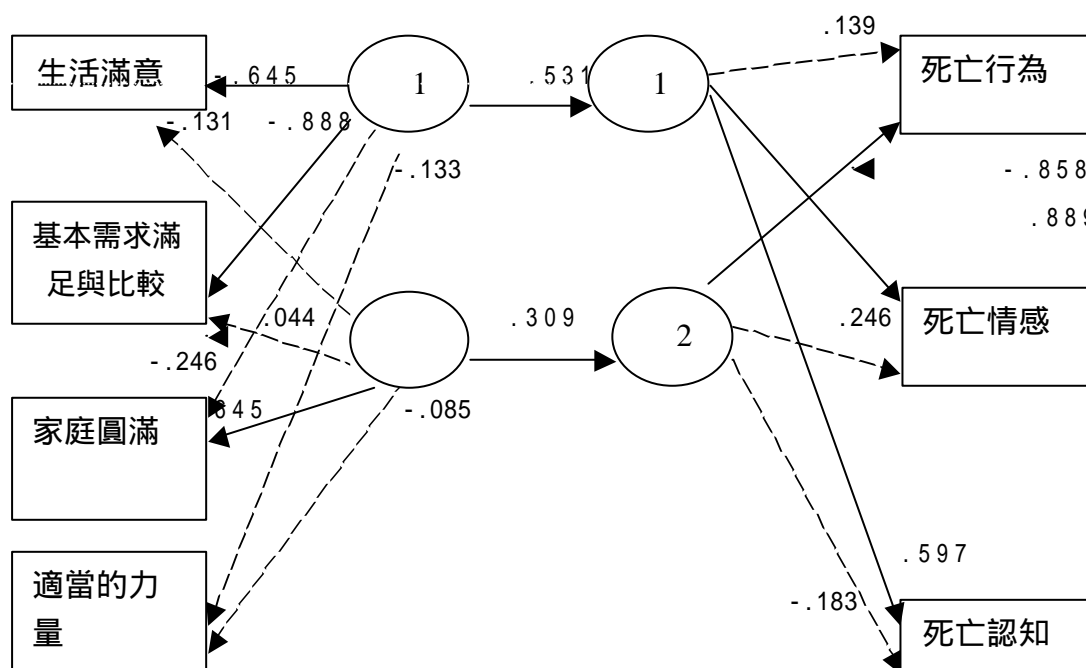 .139
生活滿意
-.645
1
.531
1
死亡行為
-.131
-.888
-.133
-.858
.889
基本需求滿
足與比較
.044
.309
2
.246
死亡情感
-.246
家庭圓滿
645
-.085
適當的力
量
.597
-.183
死亡認知